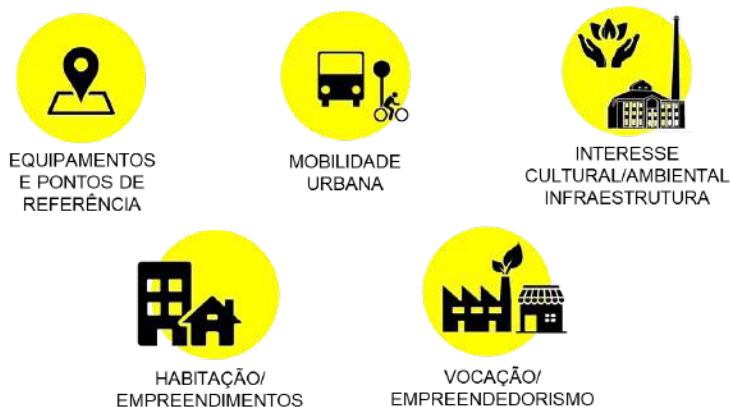 EQUIPAMENTOS
E PONTOS DE
REFERÊNCIA
MOBILIDADE
URBANA
INTERESSE
CULTURAL/AMBIENTAL
INFRAESTRUTURA
HABITAÇÃO/
EMPREENDIMENTOS
VOCAÇÃO/
EMPREENDEDORISMO